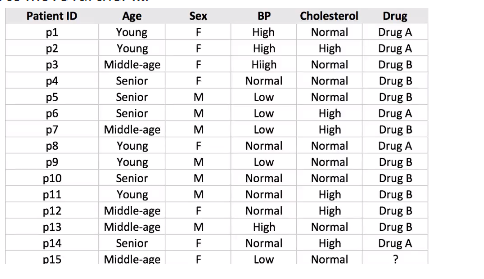 Patient ID Age Sex BP Cholesterol Drug
p1 Young F High Normal Drug A
p2 Young F High High Drug A
p3 Middle-age F Hiigh Normal Drug B
p4 Senior F Normal Normal Drug B
p5 Senior M Low Normal Drug B
p6 Senior M Low High Drug A
p7 Middle-age M Low High Drug B
p8 Young F Normal Normal Drug A
p9 Young M Low Normal Drug B
p10 Senior M Normal Normal Drug B
p11 Young M Normal High Drug B
p12 Middle-age F Normal High Drug B
p13 Middle-age M High Normal Drug B
p14 Senior F Normal High Drug A
p15 Middle-age F Low Normal ?